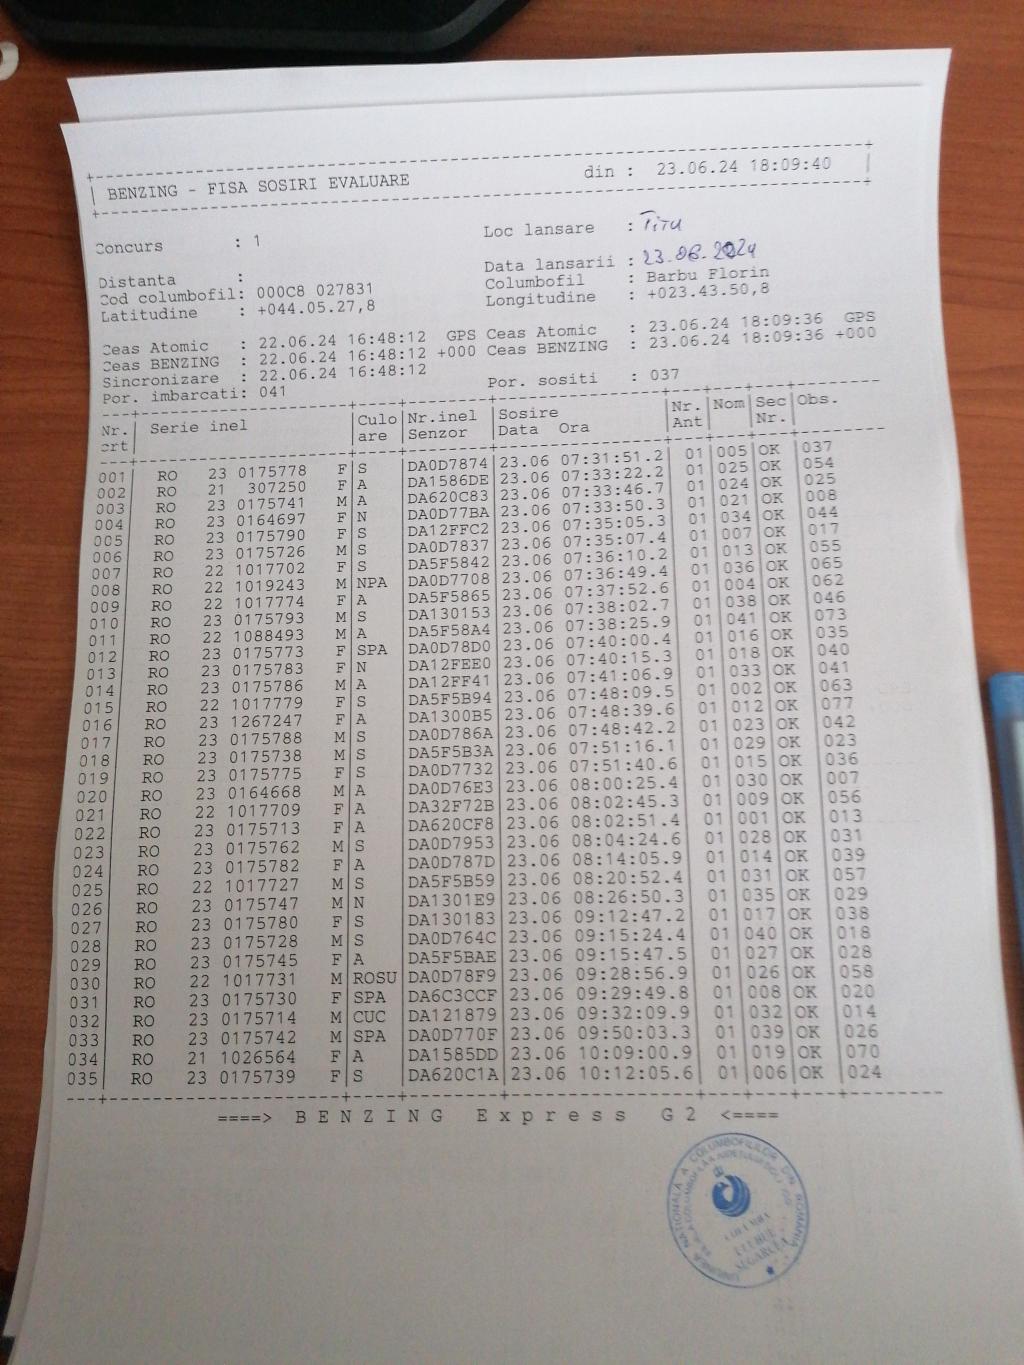 BENZING - FISA SOSIRI EVALUARE din : 23.06.24 18:09:40
Concurs : 1 Loc lansare : Titu
Data lansarii : 23.06.2024
Distanta : Columbofil : Barbu Florin
Cod columbofil: 000C8 027831 Longitudine : +023.43.50,8
Latitudine : +044.05.27,8
Ceas Atomic : 22.06.24 16:48:12 GPS Ceas Atomic : 23.06.24 18:09:36 GPS
Ceas BENZING : 22.06.24 16:48:12 +000 Ceas BENZING : 23.06.24 18:09:36 +000
Sincronizare : 22.06.24 16:48:12
Por. imbarcati: 041 Por. sositi : 037
Nr. Serie inel Culo Nr.inel Sosire Nr. Nom Sec Obs.
crt are Senzor Data Ora Ant Nr.
001 RO 23 0175778 F S DA0D7874 23.06 07:31:51.2 01 005 OK 037
002 RO 21 307250 F A DA1586DE 23.06 07:33:22.2 01 025 OK 054
003 RO 23 0175741 M A DA620C83 23.06 07:33:46.7 01 024 OK 025
004 RO 23 0164697 F N DA0D77BA 23.06 07:33:50.3 01 021 OK 008
005 RO 23 0175790 F S DA12FFC2 23.06 07:35:05.3 01 034 OK 044
006 RO 23 0175726 M S DA0D7837 23.06 07:35:07.4 01 007 OK 017
007 RO 22 1017702 F S DA5F5842 23.06 07:36:10.2 01 013 OK 055
008 RO 22 1019243 M NPA DA0D7708 23.06 07:36:49.4 01 036 OK 065
009 RO 22 1017774 F A DA5F5865 23.06 07:37:52.6 01 004 OK 062
010 RO 23 0175793 M S DA130153 23.06 07:38:02.7 01 038 OK 046
011 RO 22 1088493 M A DA5F58A4 23.06 07:38:25.9 01 041 OK 073
012 RO 23 0175773 F SPA DA0D78D0 23.06 07:40:00.4 01 016 OK 035
013 RO 23 0175783 F N DA12FEE0 23.06 07:40:15.3 01 018 OK 040
014 RO 23 0175786 M A DA12FF41 23.06 07:41:06.9 01 033 OK 041
015 RO 22 1017779 F S DA5F5B94 23.06 07:48:09.5 01 002 OK 063
016 RO 23 1267247 F A DA1300B5 23.06 07:48:39.6 01 012 OK 077
017 RO 23 0175788 M S DA0D786A 23.06 07:48:42.2 01 023 OK 042
018 RO 23 0175738 M S DA5F5B3A 23.06 07:51:16.1 01 029 OK 023
019 RO 23 0175775 F S DA0D7732 23.06 07:51:40.6 01 015 OK 036
020 RO 23 0164668 M A DA0D76E3 23.06 08:00:25.4 01 030 OK 007
021 RO 22 1017709 F A DA32F72B 23.06 08:02:45.3 01 009 OK 056
022 RO 23 0175713 F A DA620CF8 23.06 08:02:51.4 01 001 OK 013
023 RO 23 0175762 M S DA0D7953 23.06 08:04:24.6 01 028 OK 031
024 RO 23 0175782 F A DA0D787D 23.06 08:14:05.9 01 014 OK 039
025 RO 22 1017727 M S DA5F5B59 23.06 08:20:52.4 01 031 OK 057
026 RO 23 0175747 M N DA1301E9 23.06 08:26:50.3 01 035 OK 029
027 RO 23 0175780 F S DA130183 23.06 09:12:47.2 01 017 OK 038
028 RO 23 0175728 M S DA0D764C 23.06 09:15:24.4 01 040 OK 018
029 RO 23 0175745 F A DA5F5BAE 23.06 09:15:47.5 01 027 OK 028
030 RO 22 1017731 M ROSU DA0D78F9 23.06 09:28:56.9 01 026 OK 058
031 RO 23 0175730 F SPA DA6C3CCF 23.06 09:29:49.8 01 008 OK 020
032 RO 23 0175714 M CUC DA121879 23.06 09:32:09.9 01 032 OK 014
033 RO 23 0175742 M SPA DA0D770F 23.06 09:50:03.3 01 039 OK 026
034 RO 21 1026564 F A DA1585DD 23.06 10:09:00.9 01 019 OK 070
035 RO 23 0175739 F S DA620C1A 23.06 10:12:05.6 01 006 OK 024
====> BENZING Express G2 <====
NATIONALA A COLUMBOFILILOR DIN ROMANIA